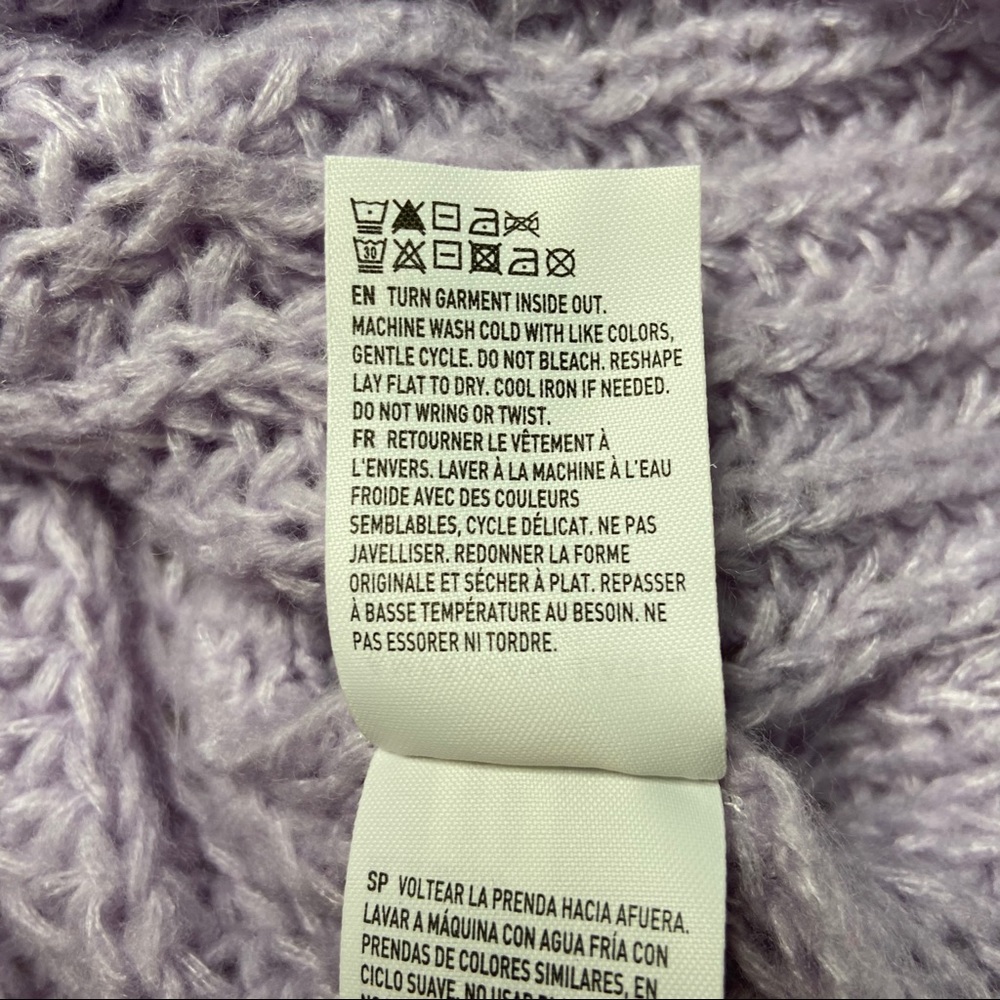 30
EN TURN GARMENT INSIDE OUT.
MACHINE WASH COLD WITH LIKE COLORS,
GENTLE CYCLE. DO NOT BLEACH. RESHAPE
LAY FLAT TO DRY. COOL IRON IF NEEDED.
DO NOT WRING OR TWIST.
FR RETOURNER LE VÊTEMENT À
L'ENVERS. LAVER À LA MACHINE À L'EAU
FROIDE AVEC DES COULEURS
SEMBLABLES, CYCLE DÉLICAT. NE PAS
JAVELLISER. REDONNER LA FORME
ORIGINALE ET SÉCHER À PLAT. REPASSER
À BASSE TEMPÉRATURE AU BESOIN. NE
PAS ESSORER NI TORDRE.
SP VOLTEAR LA PRENDA HACIA AFUERA.
LAVAR A MÁQUINA CON AGUA FRÍA CON
PRENDAS DE COLORES SIMILARES, EN
CICLO SUAVE. NO USAR